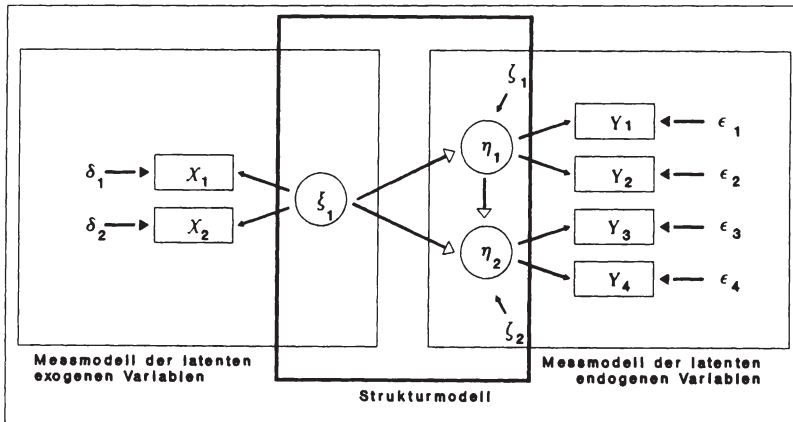 ζ1
Y1
ϵ1
η1
δ1
X1
Y2
ϵ2
ξ1
δ2
X2
Y3
ϵ3
η2
Y4
ϵ4
ζ2
Messmodell der latenten
exogenen Variablen
Messmodell der latenten
endogenen Variablen
Strukturmodell